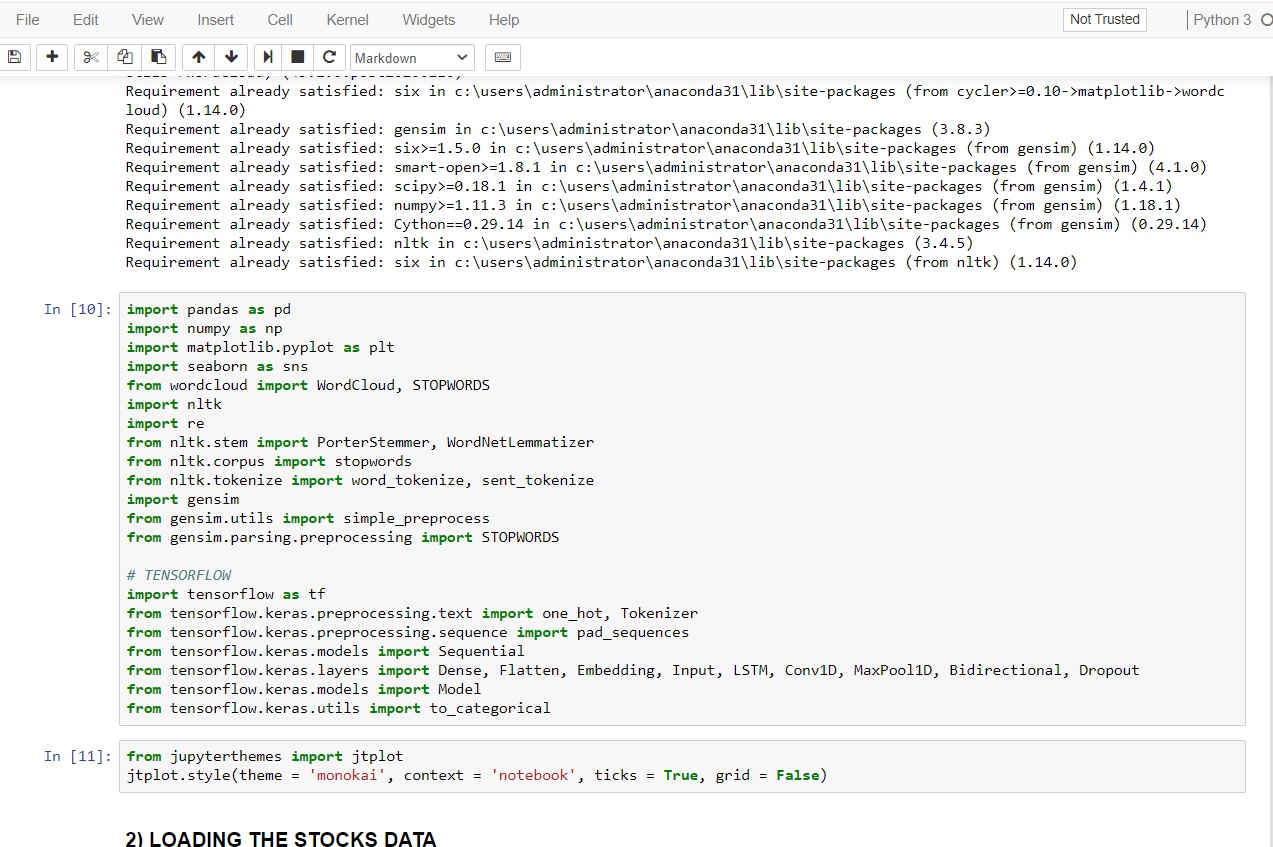 File Edit View Insert Cell Kernel Widgets Help Not Trusted Python 3
Markdown
Requirement already satisfied: six in c:\users\administrator\anaconda31\lib\site-packages (from cycler>=0.10->matplotlib->wordc
loud) (1.14.0)
Requirement already satisfied: gensim in c:\users\administrator\anaconda31\lib\site-packages (3.8.3)
Requirement already satisfied: six>=1.5.0 in c:\users\administrator\anaconda31\lib\site-packages (from gensim) (1.14.0)
Requirement already satisfied: smart-open>=1.8.1 in c:\users\administrator\anaconda31\lib\site-packages (from gensim) (4.1.0)
Requirement already satisfied: scipy>=0.18.1 in c:\users\administrator\anaconda31\lib\site-packages (from gensim) (1.4.1)
Requirement already satisfied: numpy>=1.11.3 in c:\users\administrator\anaconda31\lib\site-packages (from gensim) (1.18.1)
Requirement already satisfied: Cython==0.29.14 in c:\users\administrator\anaconda31\lib\site-packages (from gensim) (0.29.14)
Requirement already satisfied: nltk in c:\users\administrator\anaconda31\lib\site-packages (3.4.5)
Requirement already satisfied: six in c:\users\administrator\anaconda31\lib\site-packages (from nltk) (1.14.0)
In [10]: import pandas as pd
import numpy as np
import matplotlib.pyplot as plt
import seaborn as sns
from wordcloud import WordCloud, STOPWORDS
import nltk
import re
from nltk.stem import PorterStemmer, WordNetLemmatizer
from nltk.corpus import stopwords
from nltk.tokenize import word_tokenize, sent_tokenize
import gensim
from gensim.utils import simple_preprocess
from gensim.parsing.preprocessing import STOPWORDS
# TENSORFLOW
import tensorflow as tf
from tensorflow.keras.preprocessing.text import one_hot, Tokenizer
from tensorflow.keras.preprocessing.sequence import pad_sequences
from tensorflow.keras.models import Sequential
from tensorflow.keras.layers import Dense, Flatten, Embedding, Input, LSTM, Conv1D, MaxPool1D, Bidirectional, Dropout
from tensorflow.keras.models import Model
from tensorflow.keras.utils import to_categorical
In [11]: from jupyterthemes import jtplot
jtplot.style(theme = 'monokai', context = 'notebook', ticks = True, grid = False)
2) LOADING THE STOCKS DATA